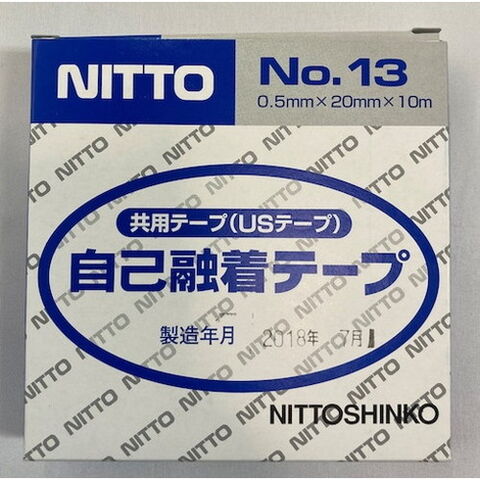 NITTO
No.13
0.5mm×20mm×10m
共用テープ(USテープ)
自己融着テープ
製造年月 2018年 7月
NITTOSHINKO